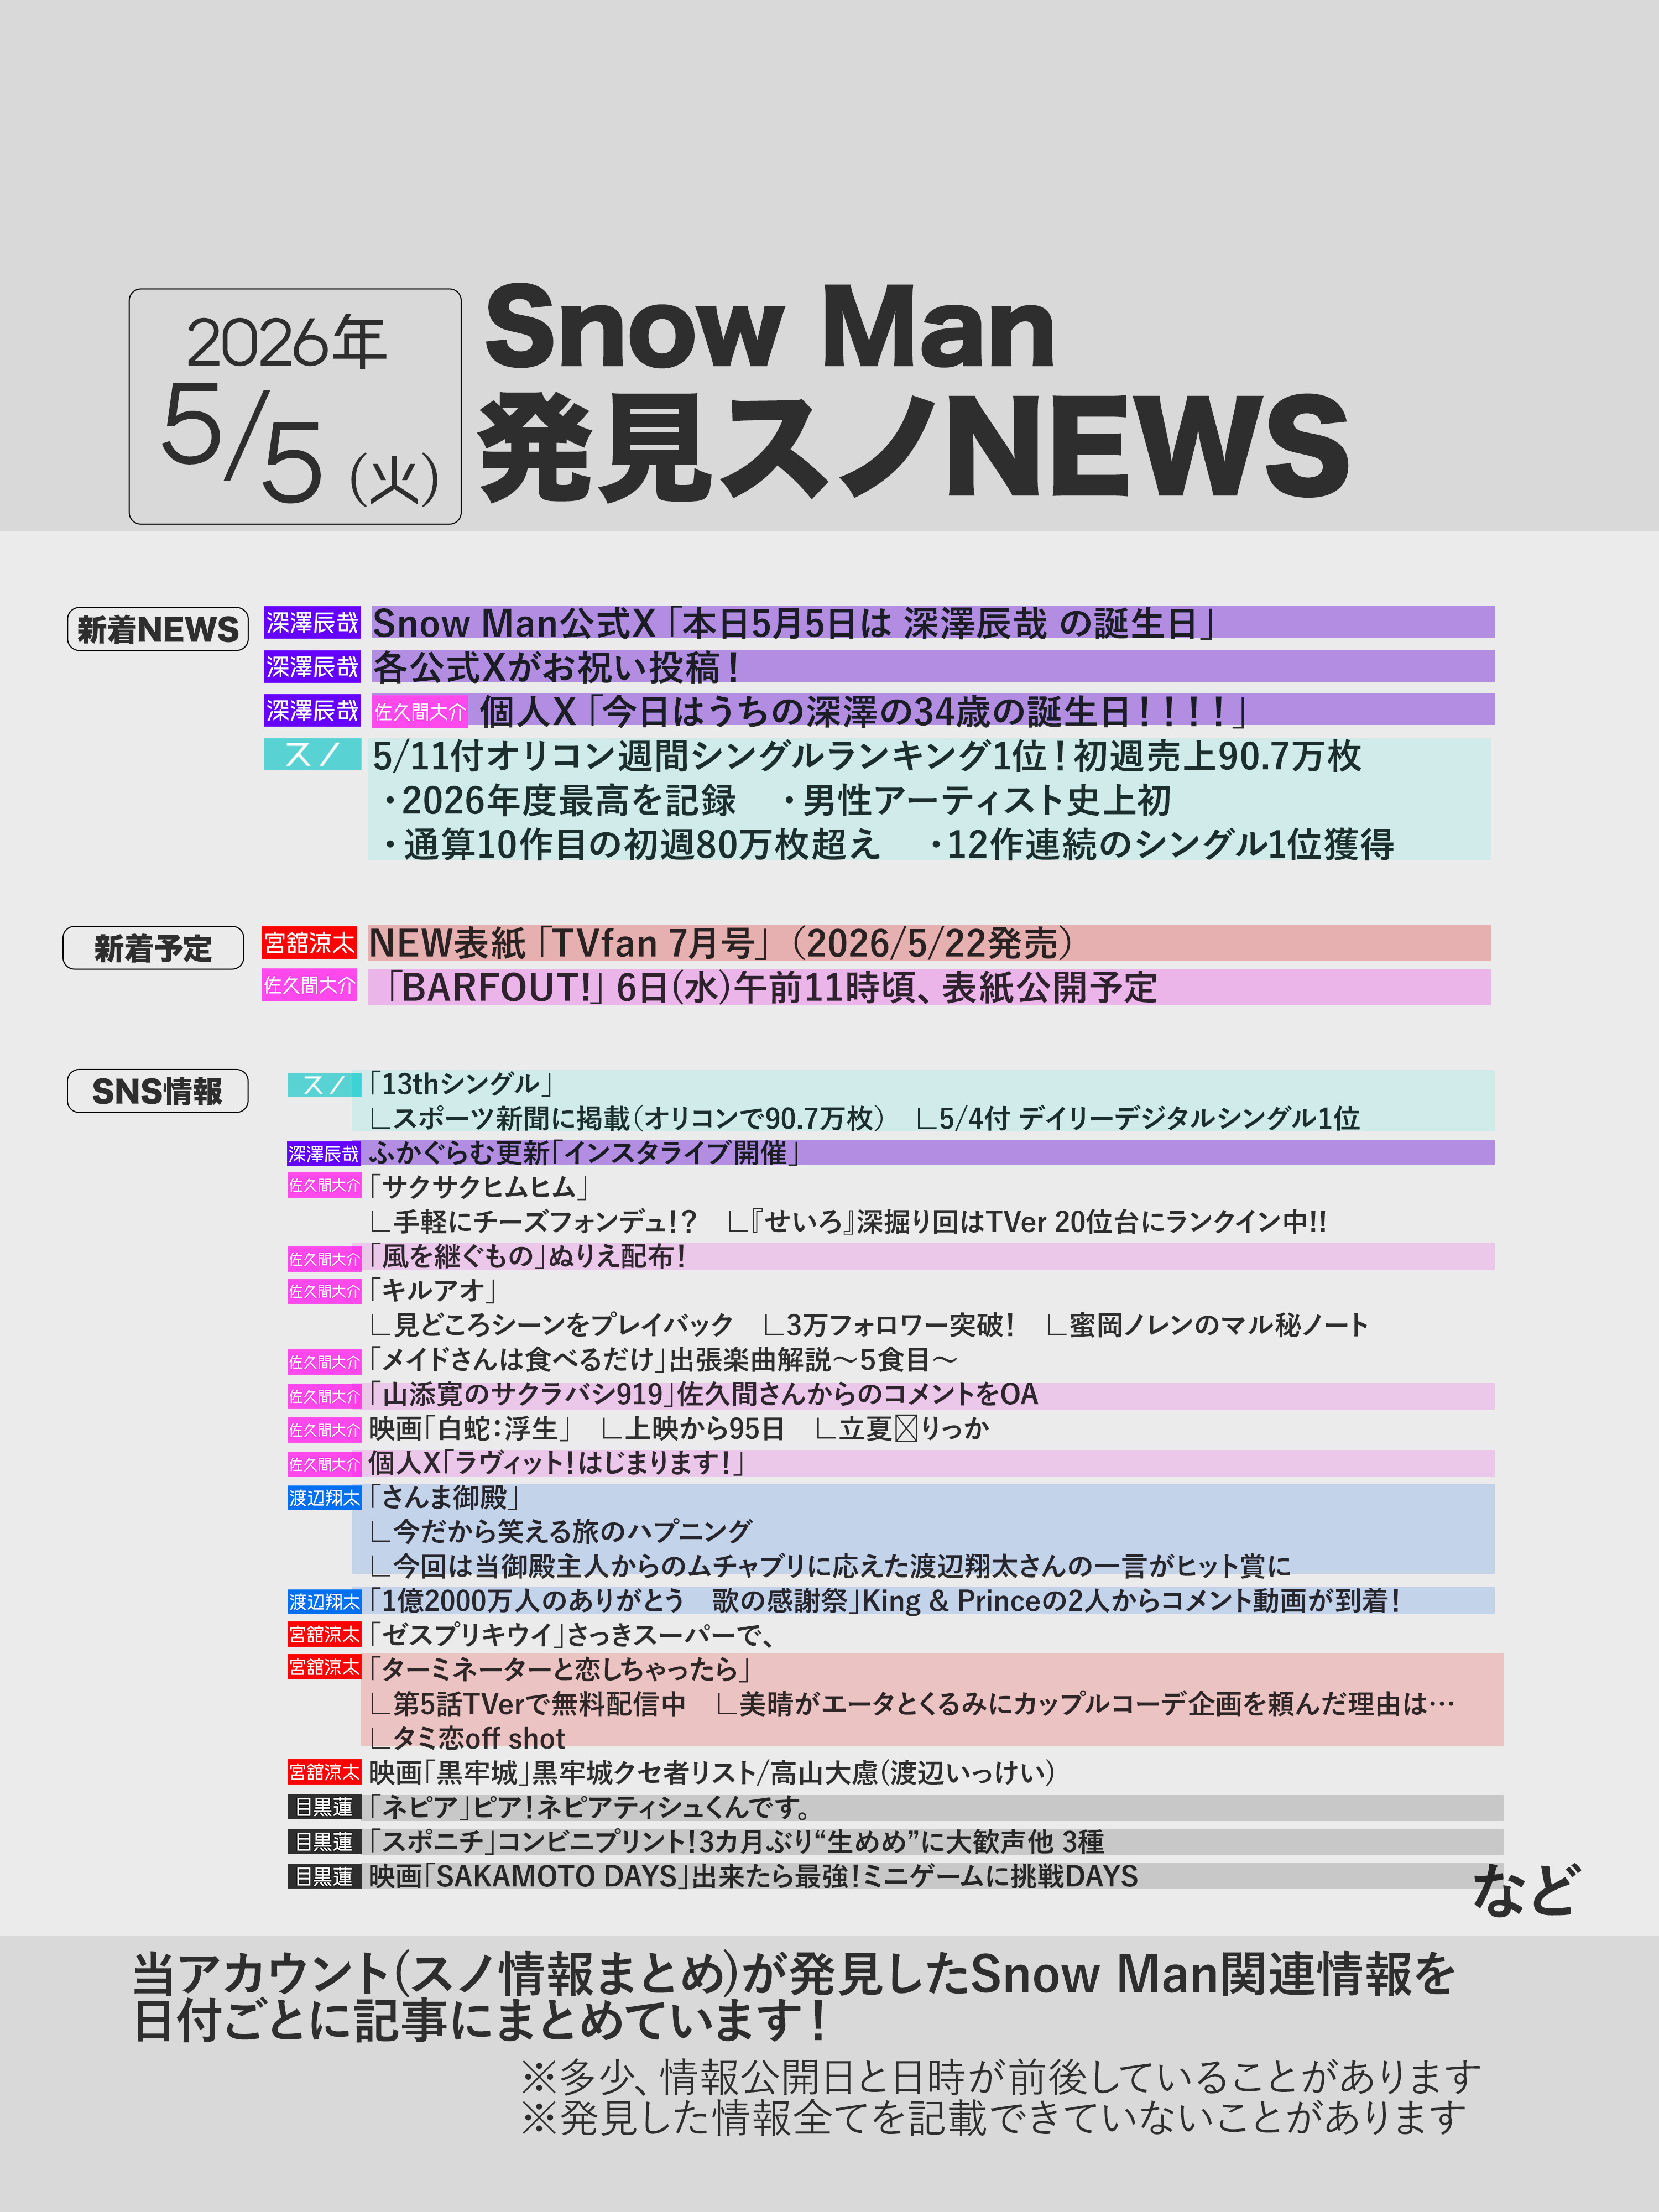 2026年
5/5（火）
Snow Man
発見スノNEWS
新着NEWS
深澤辰哉 Snow Man公式X「本日5月5日は 深澤辰哉 の誕生日」
深澤辰哉 各公式Xがお祝い投稿！
深澤辰哉 佐久間大介 個人X「今日はうちの深澤の34歳の誕生日！！！！」
スノ 5/11付オリコン週間シングルランキング1位！初週売上90.7万枚
・2026年度最高を記録　・男性アーティスト史上初
・通算10作目の初週80万枚超え　・12作連続のシングル1位獲得
新着予定
宮舘涼太 NEW表紙「TVfan 7月号」（2026/5/22発売）
佐久間大介 「BARFOUT!」6日(水)午前11時頃、表紙公開予定
SNS情報
スノ 「13thシングル」
∟スポーツ新聞に掲載（オリコンで90.7万枚）　∟5/4付 デイリーデジタルシングル1位
深澤辰哉 ふかぐらむ更新「インスタライブ開催」
佐久間大介 「サクサクヒムヒム」
∟手軽にチーズフォンデュ！？　∟『せいろ』深掘り回はTVer 20位台にランクイン中!!
佐久間大介 「風を継ぐもの」ぬりえ配布！
佐久間大介 「キルアオ」
∟見どころシーンをプレイバック　∟3万フォロワー突破！　∟蜜岡ノレンのマル秘ノート
佐久間大介 「メイドさんは食べるだけ」出張楽曲解説～5食目～
佐久間大介 「山添寛のサクラバシ919」佐久間さんからのコメントをOA
佐久間大介 映画「白蛇：浮生」　∟上映から95日　∟立夏☒りっか
佐久間大介 個人X「ラヴィット！はじまります！」
渡辺翔太 「さんま御殿」
∟今だから笑える旅のハプニング
∟今回は当御殿主人からのムチャブリに応えた渡辺翔太さんの一言がヒット賞に
渡辺翔太 「1億2000万人のありがとう　歌の感謝祭」King & Princeの2人からコメント動画が到着！
宮舘涼太 「ゼスプリキウイ」さっきスーパーで、
宮舘涼太 「ターミネーターと恋しちゃったら」
∟第5話TVerで無料配信中　∟美晴がエータとくるみにカップルコーデ企画を頼んだ理由は…
∟タミ恋off shot
宮舘涼太 映画「黒牢城」黒牢城クセ者リスト/高山大慮(渡辺いっけい)
目黒蓮 「ネピア」ピア！ネピアティシュくんです。
目黒蓮 「スポニチ」コンビニプリント！3カ月ぶり“生めめ”に大歓声他 3種
目黒蓮 映画「SAKAMOTO DAYS」出来たら最強！ミニゲームに挑戦DAYS
など
当アカウント(スノ情報まとめ)が発見したSnow Man関連情報を
日付ごとに記事にまとめています！
※多少、情報公開日と日時が前後していることがあります
※発見した情報全てを記載できていないことがあります